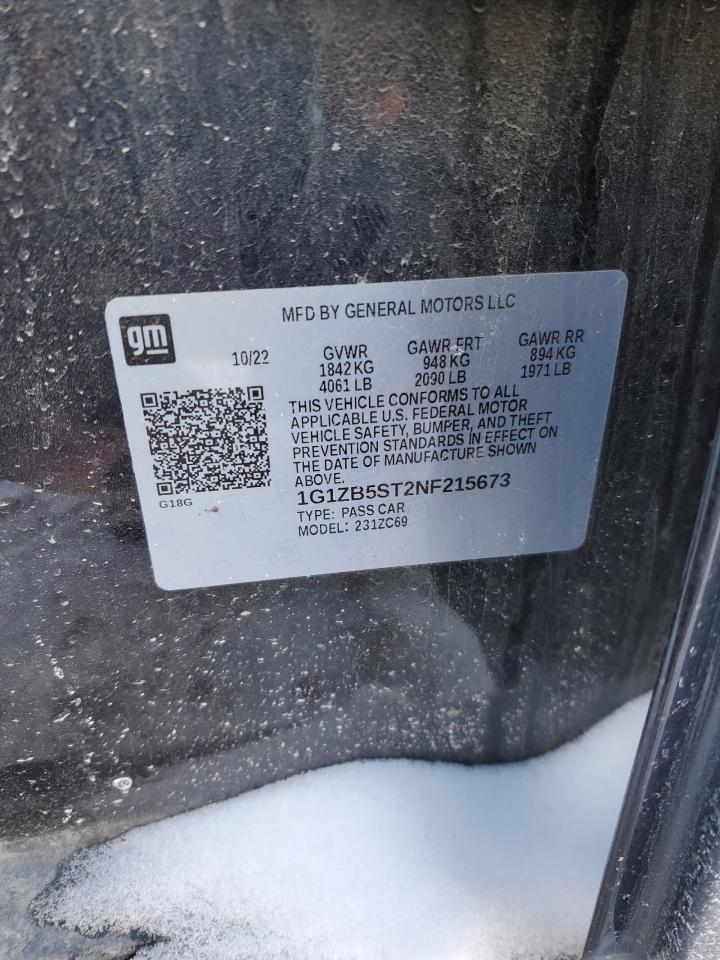 MFD BY GENERAL MOTORS LLC
gm
10/22 GVWR GAWR FRT GAWR RR
1842 KG 948 KG 894 KG
4061 LB 2090 LB 1971 LB
THIS VEHICLE CONFORMS TO ALL
APPLICABLE U.S. FEDERAL MOTOR
VEHICLE SAFETY, BUMPER, AND THEFT
PREVENTION STANDARDS IN EFFECT ON
THE DATE OF MANUFACTURE SHOWN
ABOVE.
G18G
1G1ZB5ST2NF215673
TYPE: PASS CAR
MODEL: 231ZC69